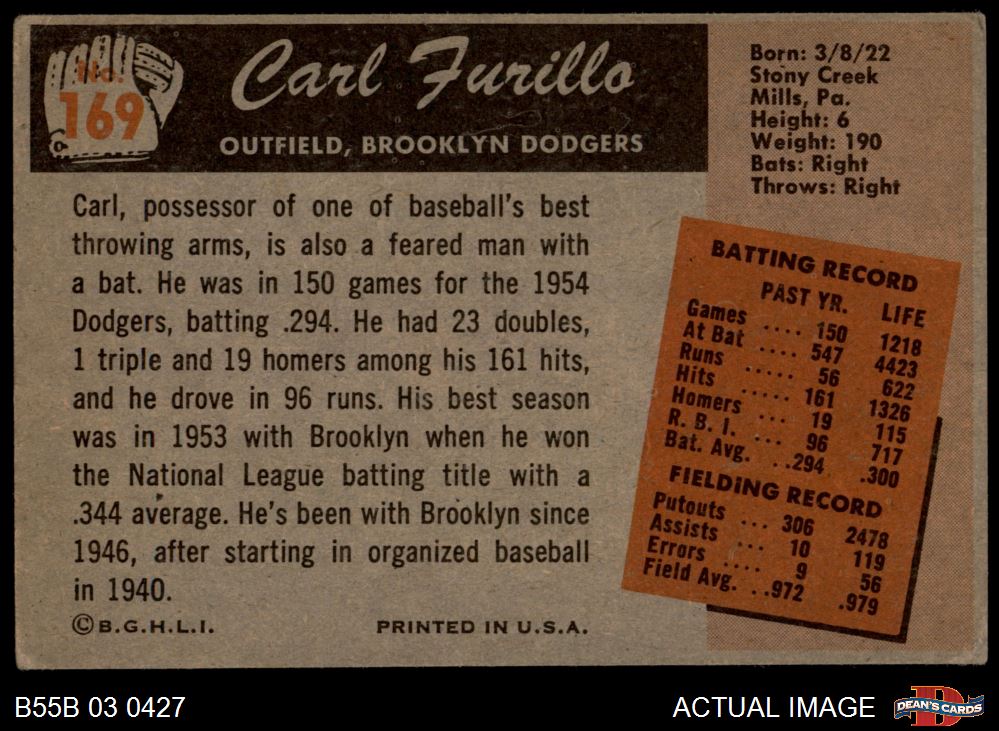 No.
169
Carl Furillo
OUTFIELD, BROOKLYN DODGERS
Born: 3/8/22
Stony Creek
Mills, Pa.
Height: 6
Weight: 190
Bats: Right
Throws: Right
Carl, possessor of one of baseball's best
throwing arms, is also a feared man with
a bat. He was in 150 games for the 1954
Dodgers, batting .294. He had 23 doubles,
1 triple and 19 homers among his 161 hits,
and he drove in 96 runs. His best season
was in 1953 with Brooklyn when he won
the National League batting title with a
.344 average. He's been with Brooklyn since
1946, after starting in organized baseball
in 1940.
©B.G.H.L.I.
PRINTED IN U.S.A.
BATTING RECORD
PAST YR. LIFE
Games .... 150 1218
At Bat .... 547 4423
Runs ..... 56 622
Hits ..... 161 1326
Homers ... 19 115
R. B. I. ... 96 717
Bat. Avg. ..294 .300
FIELDING RECORD
Putouts ... 306 2478
Assists ... 10 119
Errors .... 9 56
Field Avg. ..972 .979
B55B 03 0427
ACTUAL IMAGE
D
DEAN'S CARDS